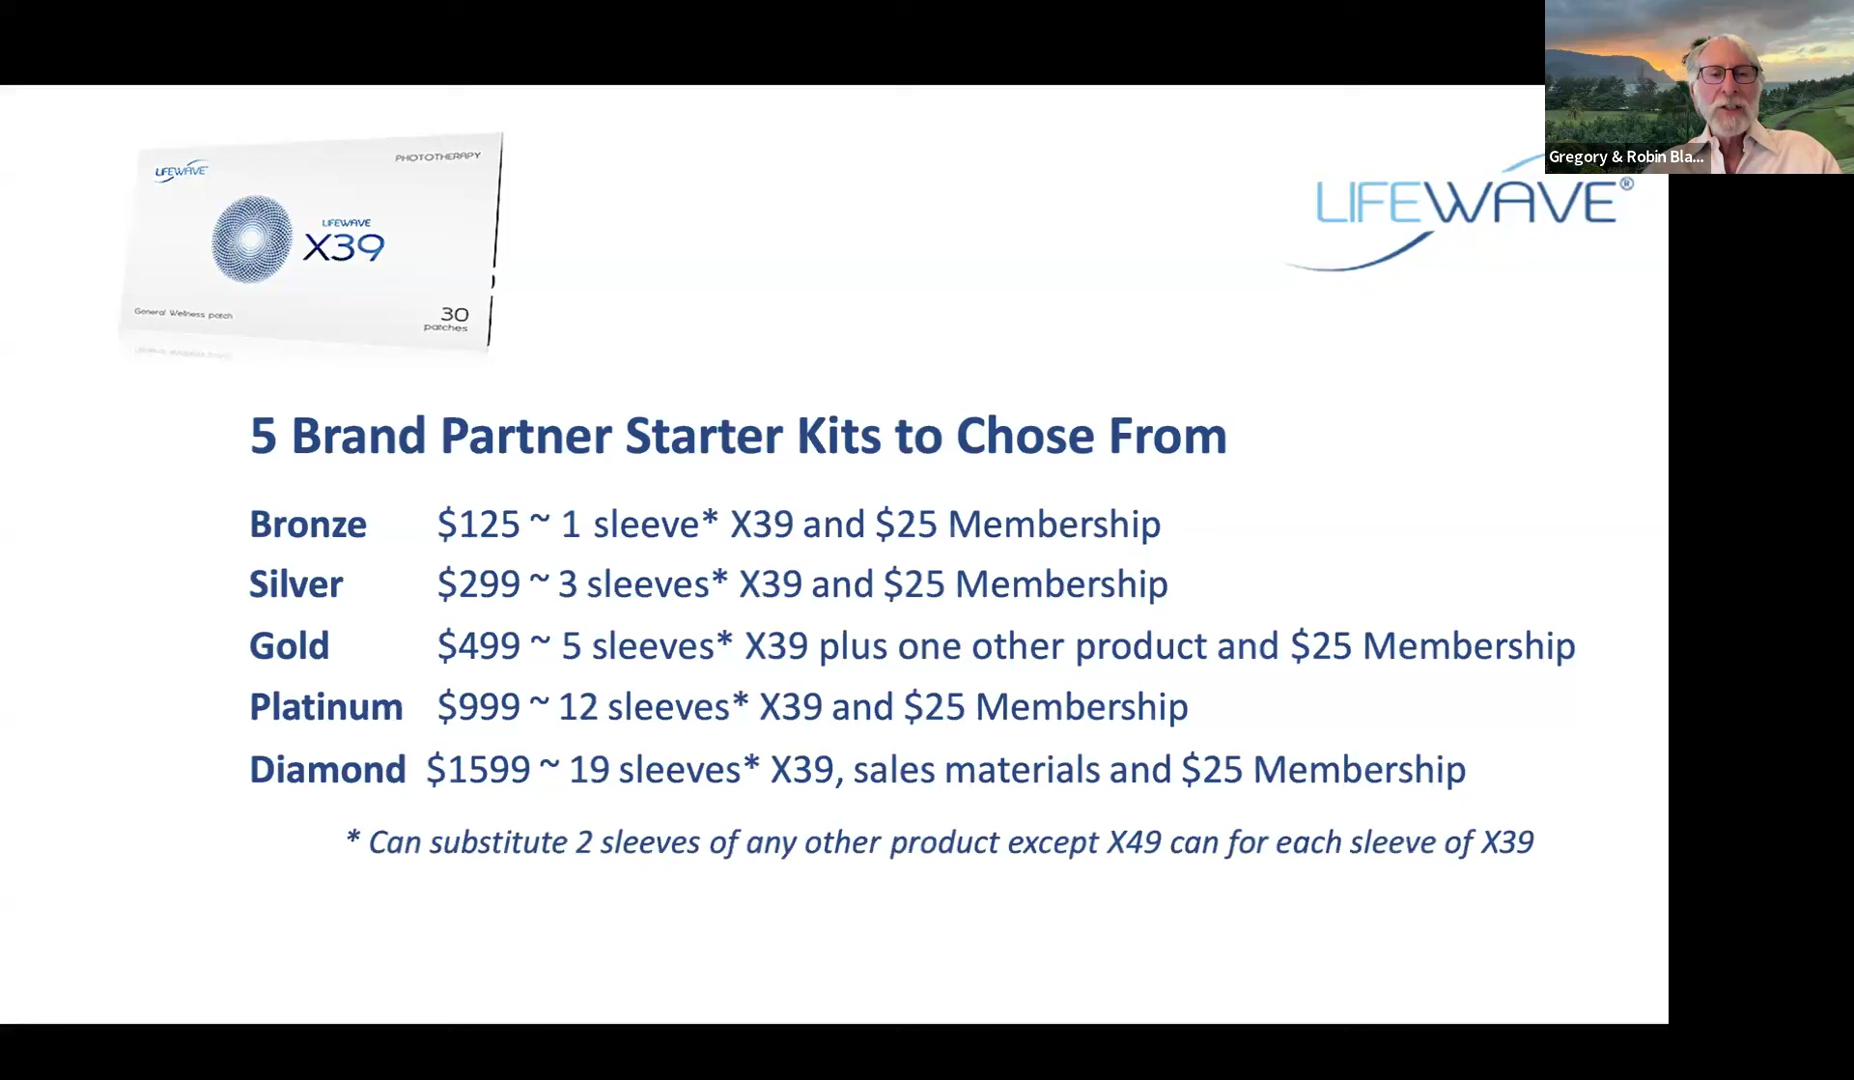 LIFEWAVE
PHOTOTHERAPY
LIFEWAVE
X39
General Wellness patch
30
patches
Gregory & Robin Bla...
LIFEWAVE®
5 Brand Partner Starter Kits to Chose From
Bronze $125 ~ 1 sleeve* X39 and $25 Membership
Silver $299 ~ 3 sleeves* X39 and $25 Membership
Gold $499 ~ 5 sleeves* X39 plus one other product and $25 Membership
Platinum $999 ~ 12 sleeves* X39 and $25 Membership
Diamond $1599 ~ 19 sleeves* X39, sales materials and $25 Membership
* Can substitute 2 sleeves of any other product except X49 can for each sleeve of X39